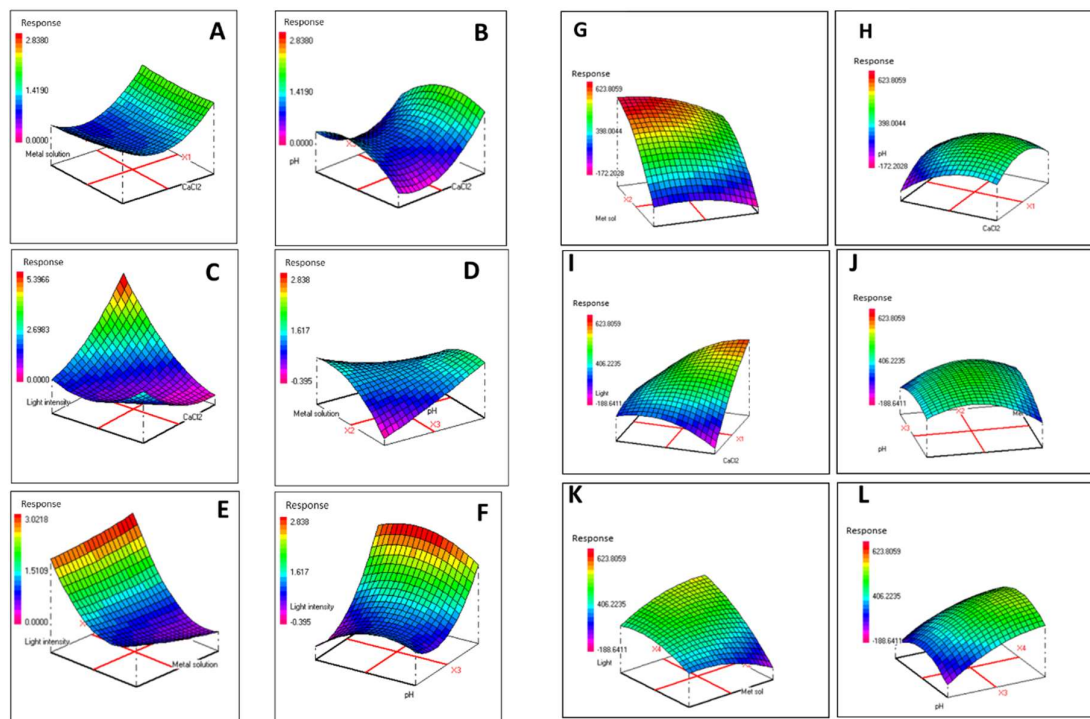 Response
A
2.8380
1.4190
0.0000
Metal solution
X1
CaCl2
Response
B
2.8380
1.4190
0.0000
pH
CaCl2
Response
C
5.3966
2.6983
0.0000
Light intensity
CaCl2
Response
D
2.838
1.617
-0.395
Metal solution
pH
X2
X3
Response
E
3.0218
1.5109
0.0000
Light intensity
Metal solution
Response
F
2.838
1.617
Light intensity
-0.395
X3
pH
G
Response
623.8059
398.0044
-172.2028
X2
Met sol
H
Response
623.8059
398.0044
pH
-172.2028
X1
CaCl2
I
Response
623.8059
406.2235
Light
-188.6411
X1
CaCl2
J
Response
623.8059
406.2235
-188.6411
X2
X3
pH
K
Response
623.8059
406.2235
-188.6411
X4
Light
Met sol
L
Response
623.8059
406.2235
-188.6411
X4
X3
pH